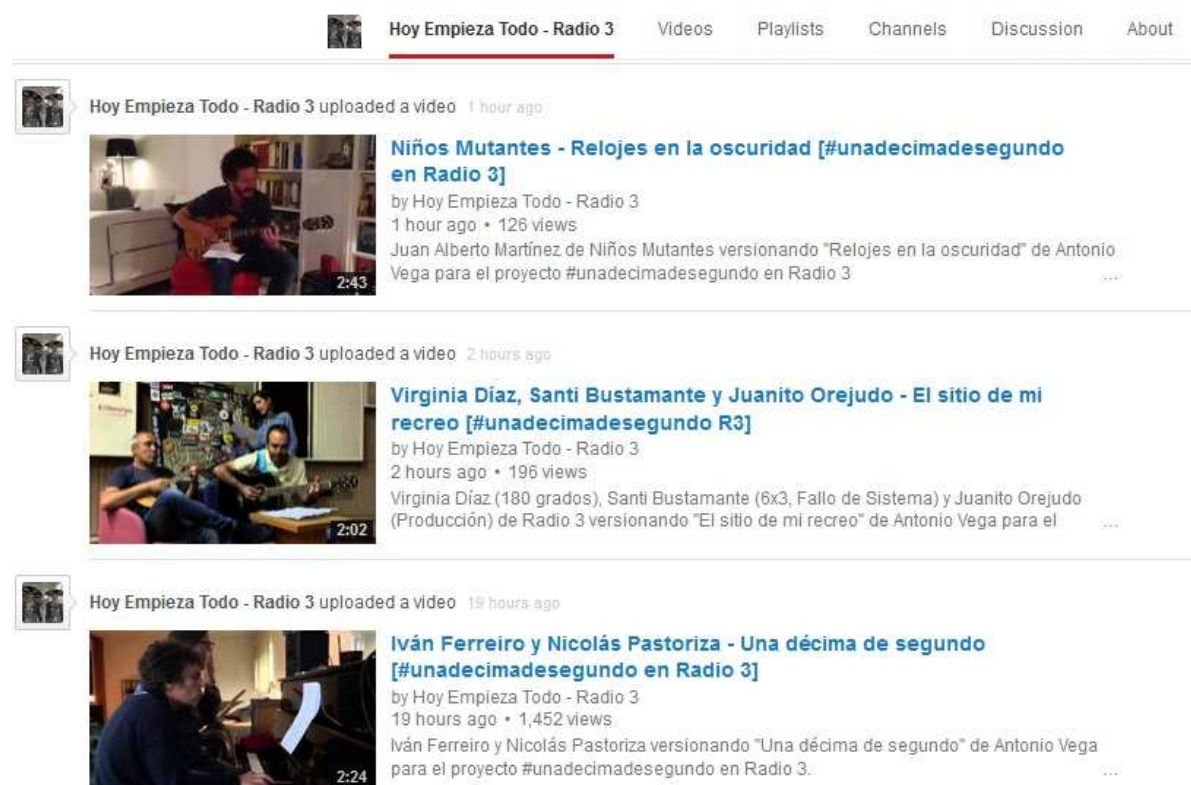 Hoy Empieza Todo - Radio 3 Videos Playlists Channels Discussion About
Hoy Empieza Todo - Radio 3 uploaded a video 1 hour ago
Niños Mutantes - Relojes en la oscuridad [#unadecimadesegundo
en Radio 3]
by Hoy Empieza Todo - Radio 3
1 hour ago • 126 views
Juan Alberto Martínez de Niños Mutantes versionando "Relojes en la oscuridad" de Antonio
Vega para el proyecto #unadecimadesegundo en Radio 3 ...
2:43
Hoy Empieza Todo - Radio 3 uploaded a video 2 hours ago
Virginia Díaz, Santi Bustamante y Juanito Orejudo - El sitio de mi
recreo [#unadecimadesegundo R3]
by Hoy Empieza Todo - Radio 3
2 hours ago • 196 views
Virginia Díaz (180 grados), Santi Bustamante (6x3, Fallo de Sistema) y Juanito Orejudo
(Producción) de Radio 3 versionando "El sitio de mi recreo" de Antonio Vega para el ...
2:02
Hoy Empieza Todo - Radio 3 uploaded a video 19 hours ago
Iván Ferreiro y Nicolás Pastoriza - Una décima de segundo
[#unadecimadesegundo en Radio 3]
by Hoy Empieza Todo - Radio 3
19 hours ago • 1,452 views
Iván Ferreiro y Nicolás Pastoriza versionando "Una décima de segundo" de Antonio Vega
para el proyecto #unadecimadesegundo en Radio 3. ...
2:24